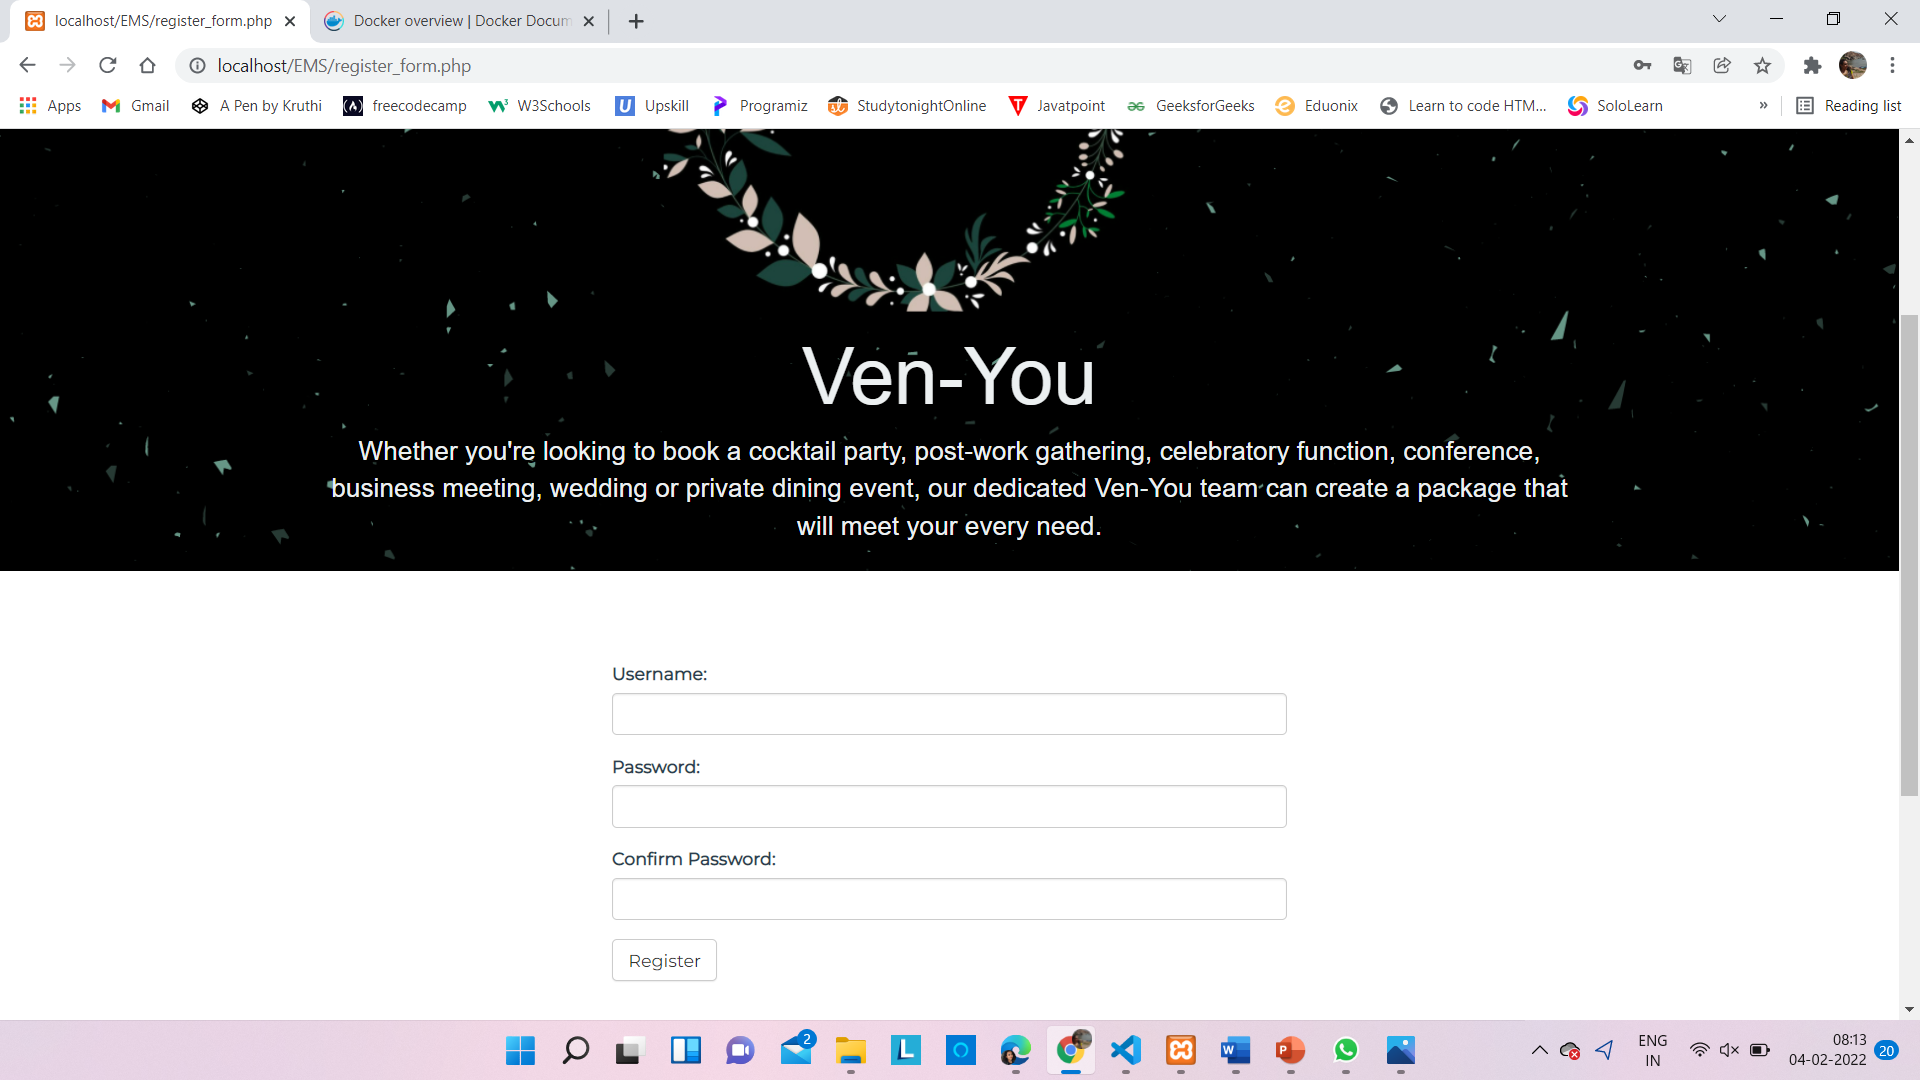 localhost/EMS/register_form.php
Docker overview | Docker Docum
localhost/EMS/register_form.php
Apps Gmail A Pen by Kruthi freecodecamp W3Schools Upskill Programiz StudytonightOnline Javatpoint GeeksforGeeks Eduonix Learn to code HTM... SoloLearn » Reading list
Ven-You
Whether you're looking to book a cocktail party, post-work gathering, celebratory function, conference,
business meeting, wedding or private dining event, our dedicated Ven-You team can create a package that
will meet your every need.
Username:
Password:
Confirm Password:
Register
2
ENG
IN
08:13
04-02-2022
20